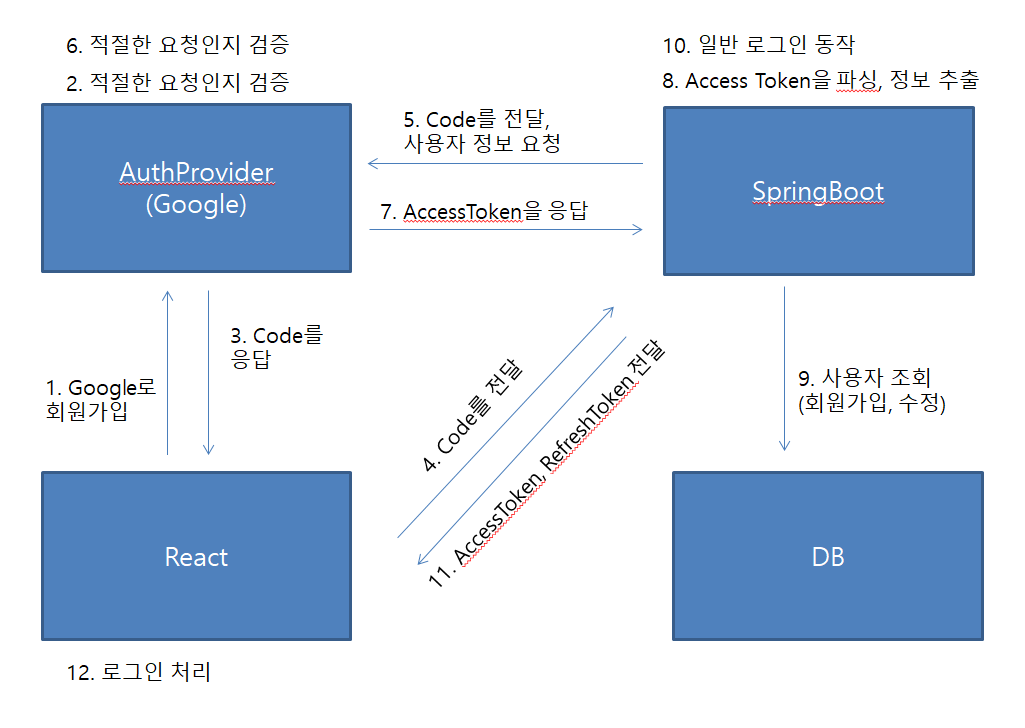 6. 적절한 요청인지 검증
2. 적절한 요청인지 검증
10. 일반 로그인 동작
8. Access Token을 파싱, 정보 추출
AuthProvider
(Google)
5. Code를 전달,
사용자 정보 요청
7. AccessToken을 응답
SpringBoot
1. Google로
회원가입
3. Code를
응답
4. Code를 전달
11. AccessToken, RefreshToken 전달
9. 사용자 조회
(회원가입, 수정)
React
DB
12. 로그인 처리